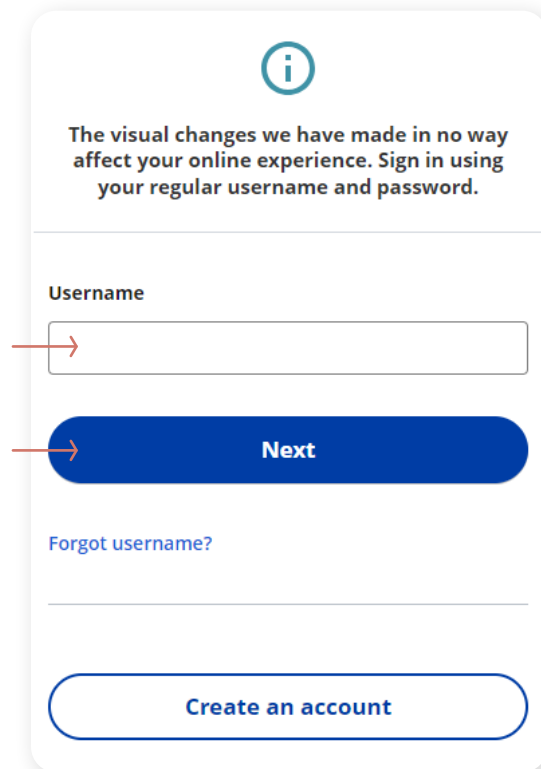 The visual changes we have made in no way
affect your online experience. Sign in using
your regular username and password.
Username
Next
Forgot username?
Create an account